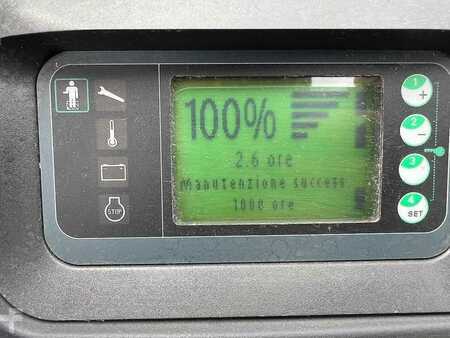 100%
2.6 ore
Manutenzione success
1000 ore
STOP
1
+
2
−
3
4
SET